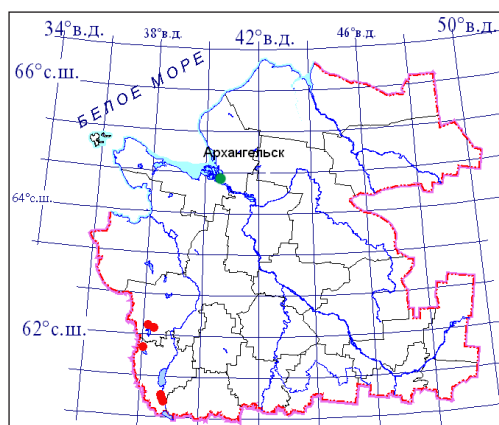 34°в.д.
38°в.д.
42°в.д.
46°в.д.
50°в.д.
66°с.ш.
БЕЛОЕ МОРЕ
Архангельск
64°с.ш.
62°с.ш.